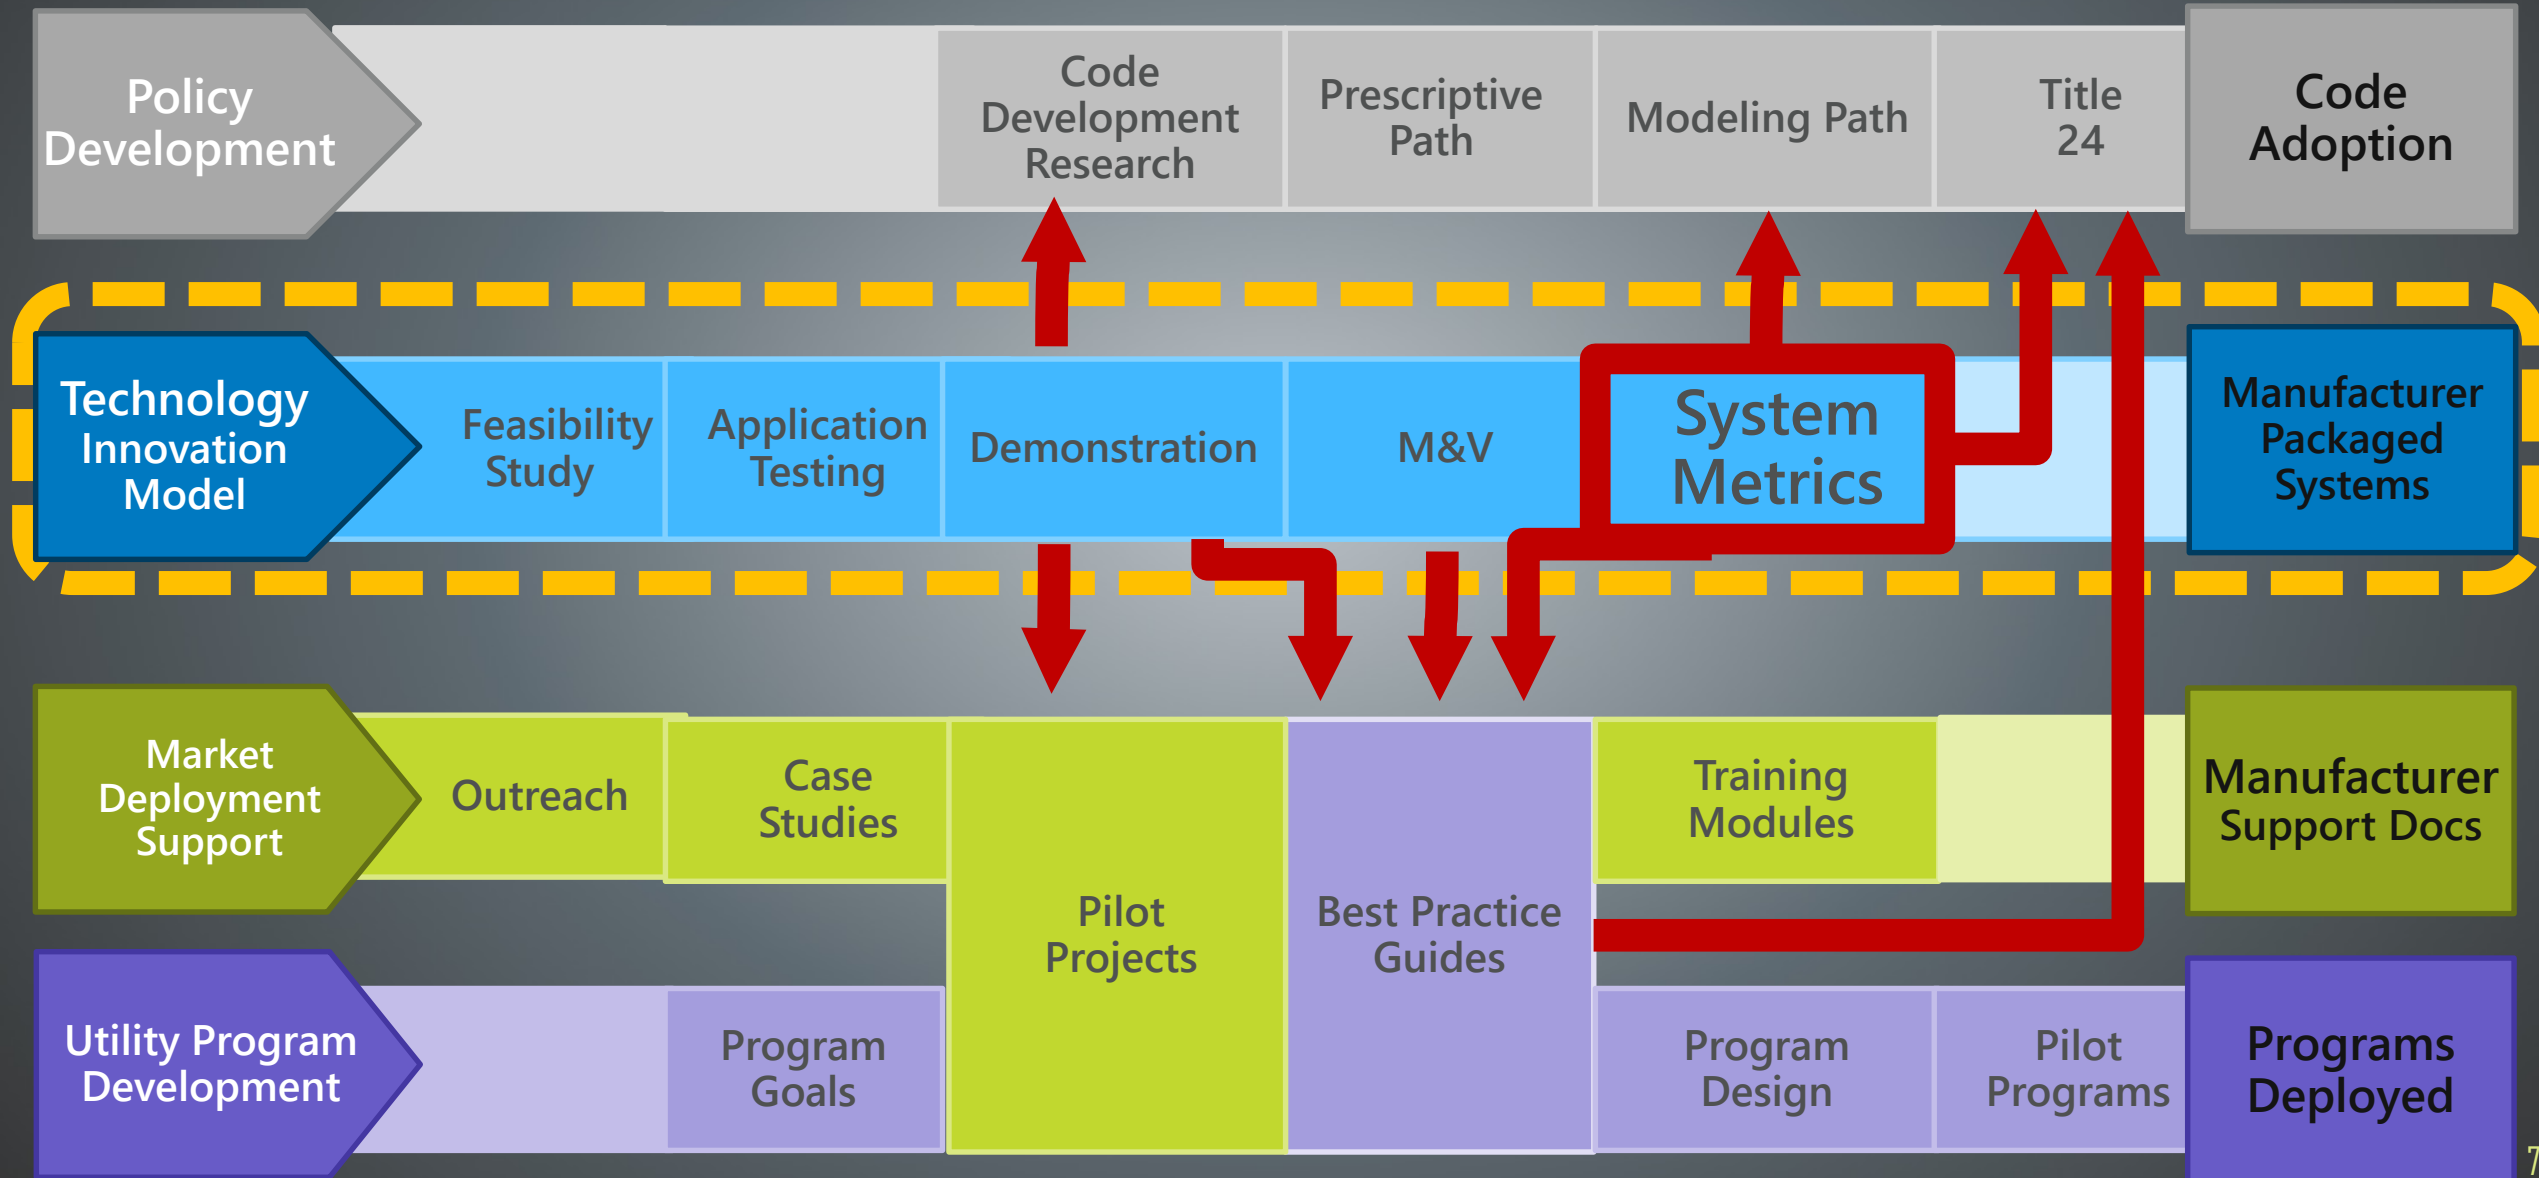 Policy
Development
Code
Development
Research
Prescriptive
Path
Modeling Path
Title
24
Code
Adoption
Technology
Innovation
Model
Feasibility
Study
Application
Testing
Demonstration
M&V
System
Metrics
Manufacturer
Packaged
Systems
Market
Deployment
Support
Outreach
Case
Studies
Pilot
Projects
Best Practice
Guides
Training
Modules
Manufacturer
Support Docs
Utility Program
Development
Program
Goals
Program
Design
Pilot
Programs
Programs
Deployed
7